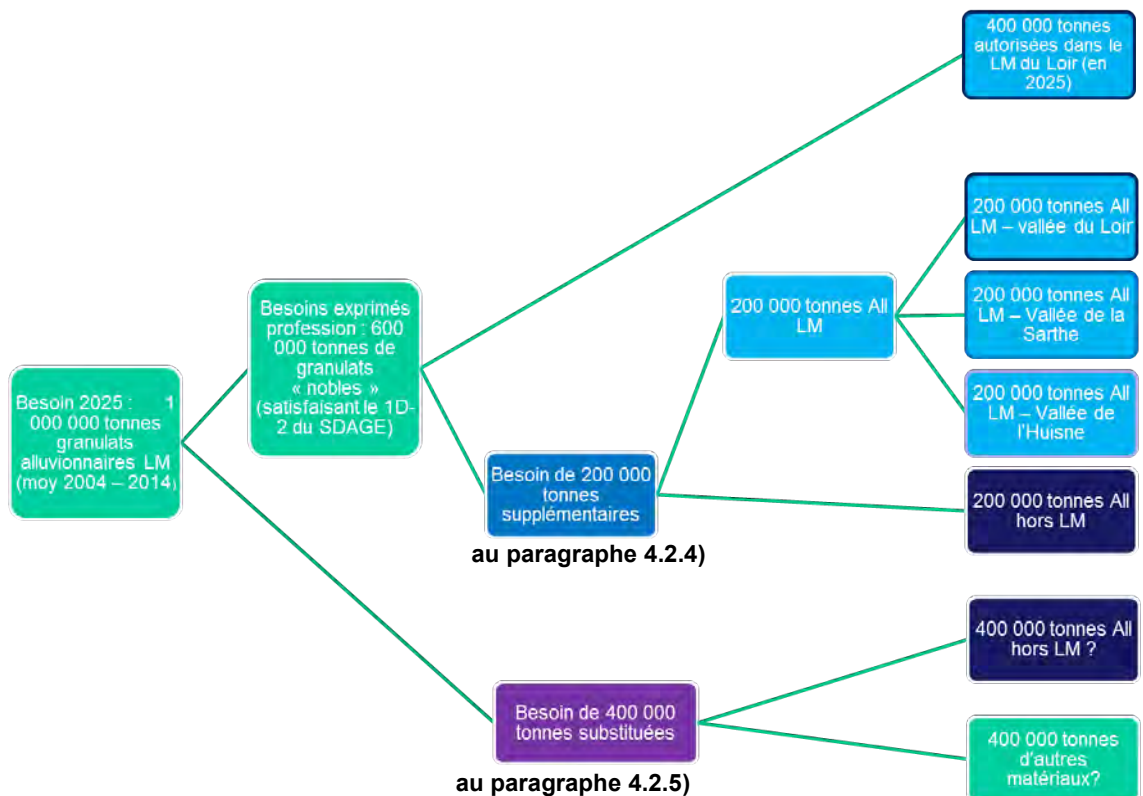 400 000 tonnes
autorisées dans le
LM du Loir (en
2025)
200 000 tonnes All
LM – vallée du Loir
200 000 tonnes All
LM
200 000 tonnes All
LM – Vallée de la
Sarthe
Besoins exprimés
profession : 600
000 tonnes de
granulats
« nobles »
(satisfaisant le 1D-
2 du SDAGE)
200 000 tonnes All
LM – Vallée de
l'Huisne
Besoin 2025 : 1
000 000 tonnes
granulats
alluvionnaires LM
(moy 2004 – 2014)
Besoin de 200 000
tonnes
supplémentaires
au paragraphe 4.2.4)
200 000 tonnes All
hors LM
400 000 tonnes All
hors LM ?
Besoin de 400 000
tonnes substituées
au paragraphe 4.2.5)
400 000 tonnes
d'autres
matériaux?